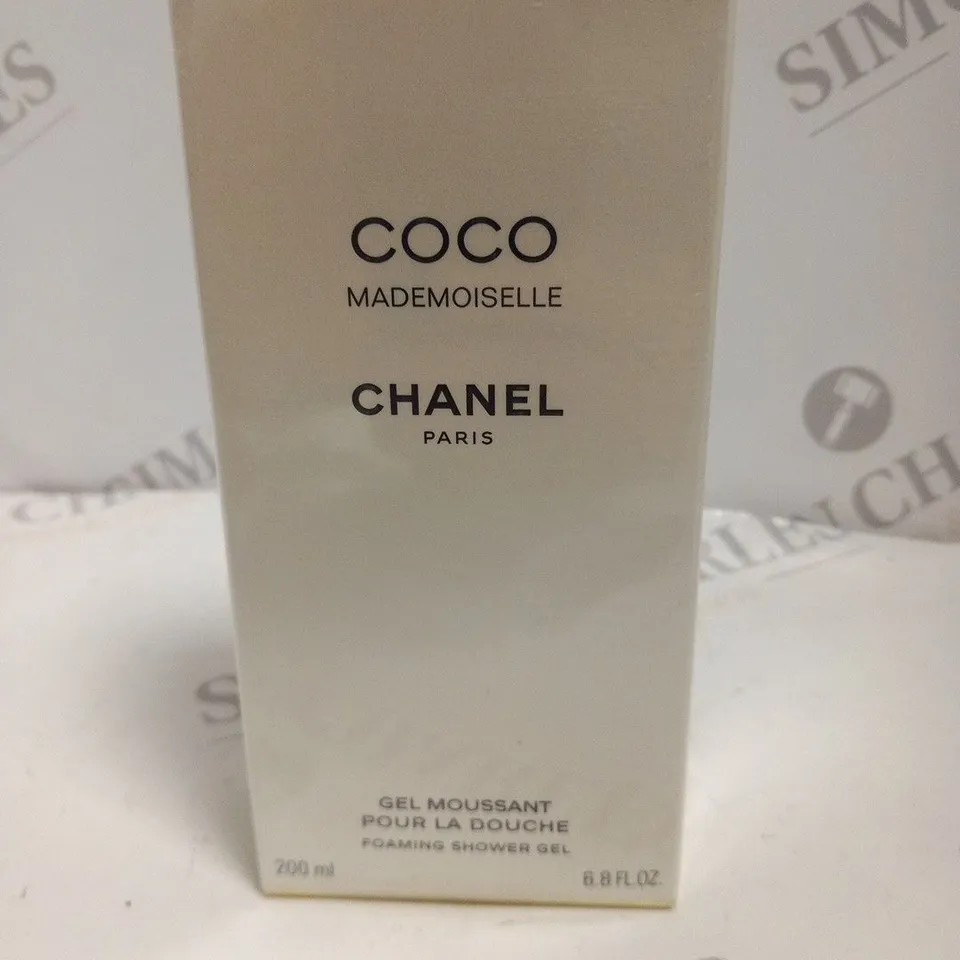 COCO
MADEMOISELLE
CHANEL
PARIS
GEL MOUSSANT
POUR LA DOUCHE
FOAMING SHOWER GEL
200 ml
6.8 FL.OZ.